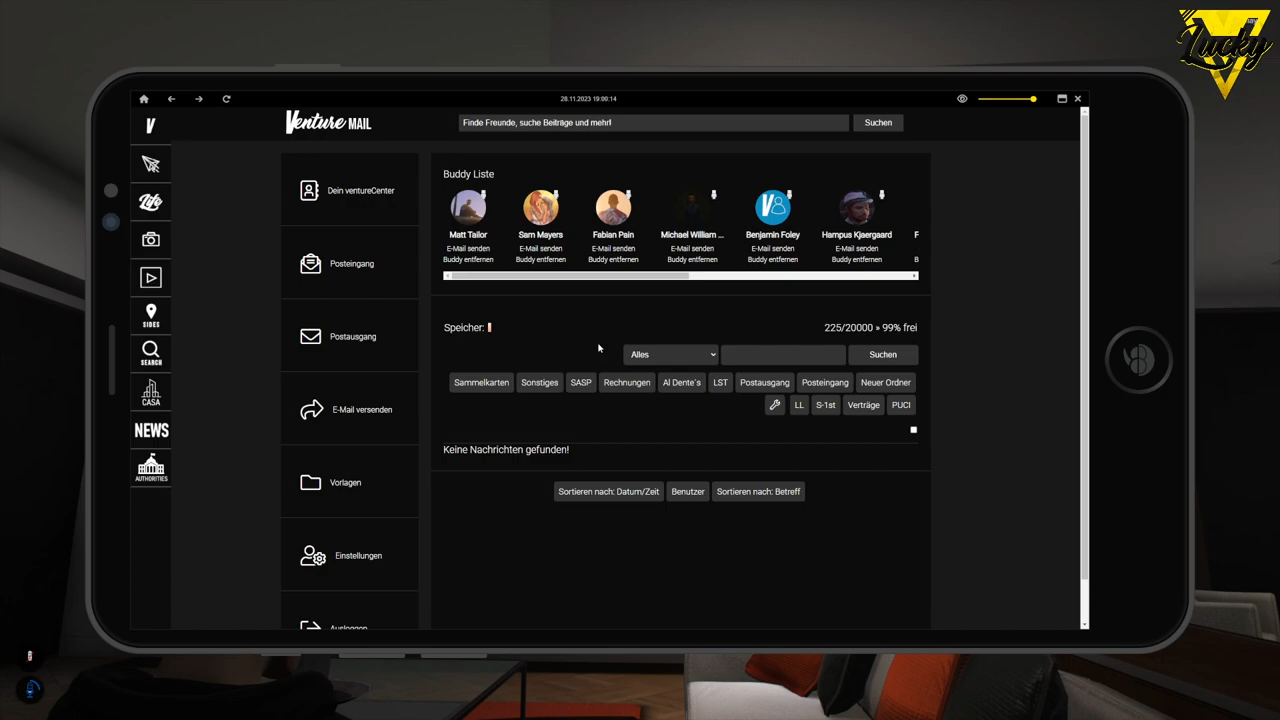 Lucky
28.11.2023 19:00:14
V
Venture MAIL
Finde Freunde, suche Beiträge und mehr!
Suchen
Life
SIDES
SEARCH
CASA
NEWS
AUTHORITIES
Dein ventureCenter
Posteingang
Postausgang
E-Mail versenden
Vorlagen
Einstellungen
Ausloggen
Buddy Liste
Matt Tailor
Sam Mayers
Fabian Pain
Michael William ...
Benjamin Foley
Hampus Kjaergaard
F
E-Mail senden
E-Mail senden
E-Mail senden
E-Mail senden
E-Mail senden
E-Mail senden
Buddy entfernen
Buddy entfernen
Buddy entfernen
Buddy entfernen
Buddy entfernen
Buddy entfernen
B
Speicher:
225/20000 » 99% frei
Alles
Suchen
Sammelkarten
Sonstiges
SASP
Rechnungen
Al Dente´s
LST
Postausgang
Posteingang
Neuer Ordner
LL
S-1st
Verträge
PUCI
Keine Nachrichten gefunden!
Sortieren nach: Datum/Zeit
Benutzer
Sortieren nach: Betreff